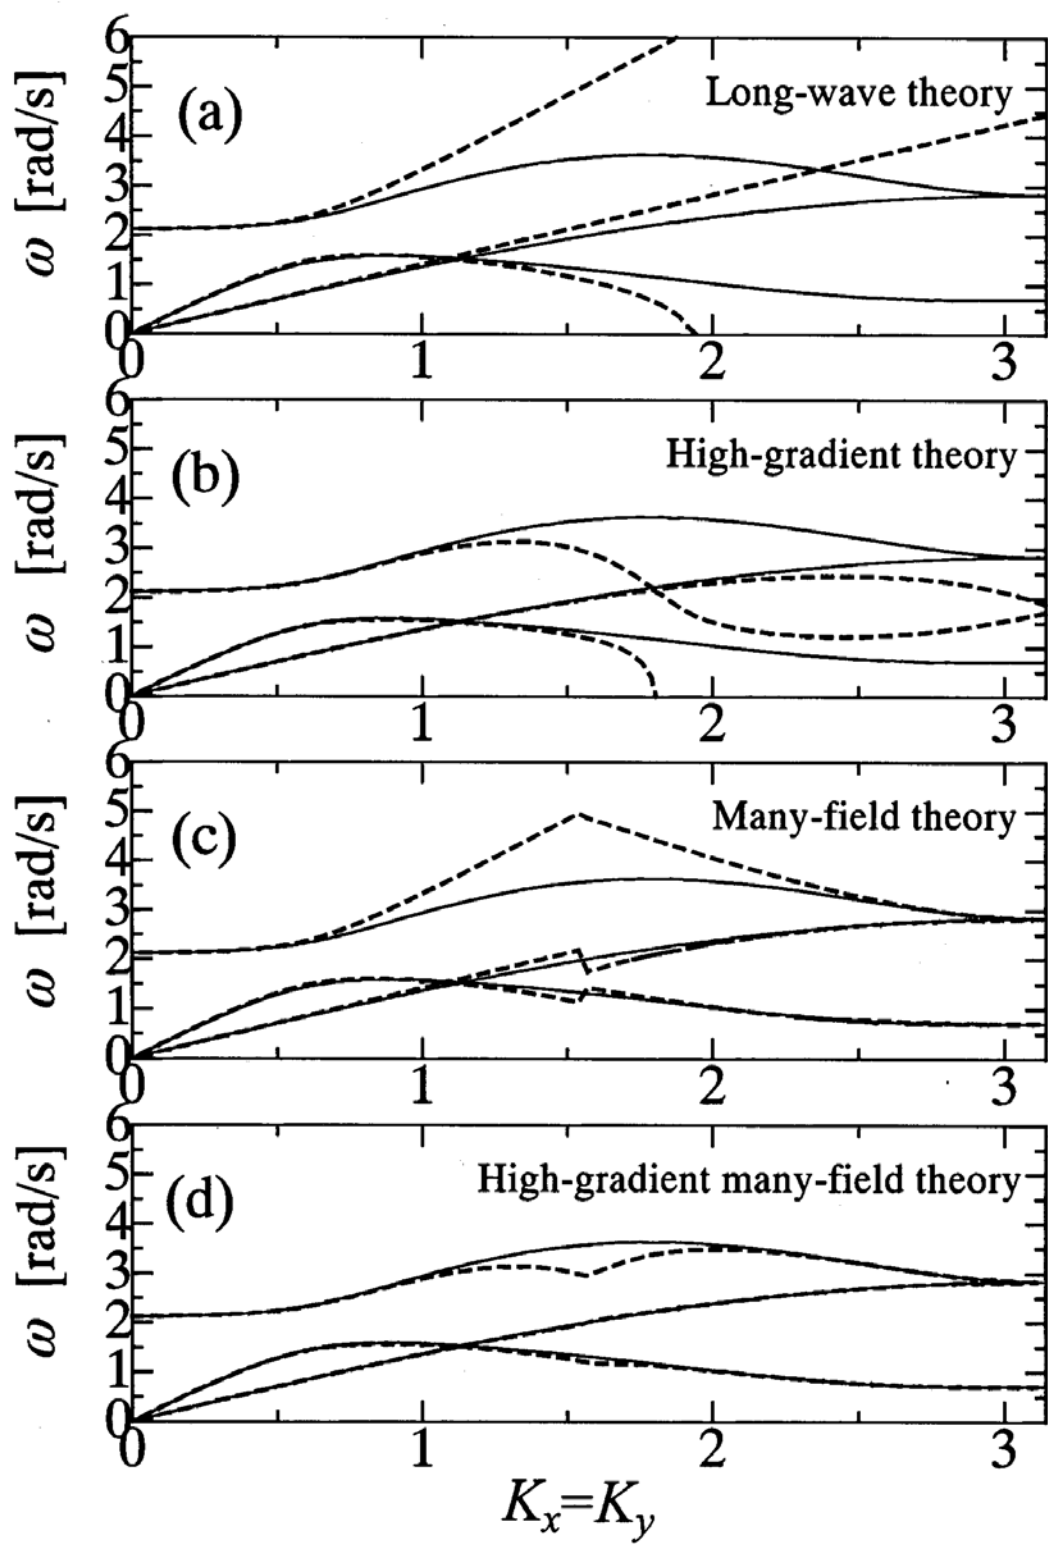 6
5
4
3
2
1
0
ω [rad/s]
(a)
Long-wave theory
0 1 2 3
6
5
4
3
2
1
0
ω [rad/s]
(b)
High-gradient theory
0 1 2 3
6
5
4
3
2
1
0
ω [rad/s]
(c)
Many-field theory
0 1 2 3
6
5
4
3
2
1
0
ω [rad/s]
(d)
High-gradient many-field theory
0 1 2 3
Kx=Ky